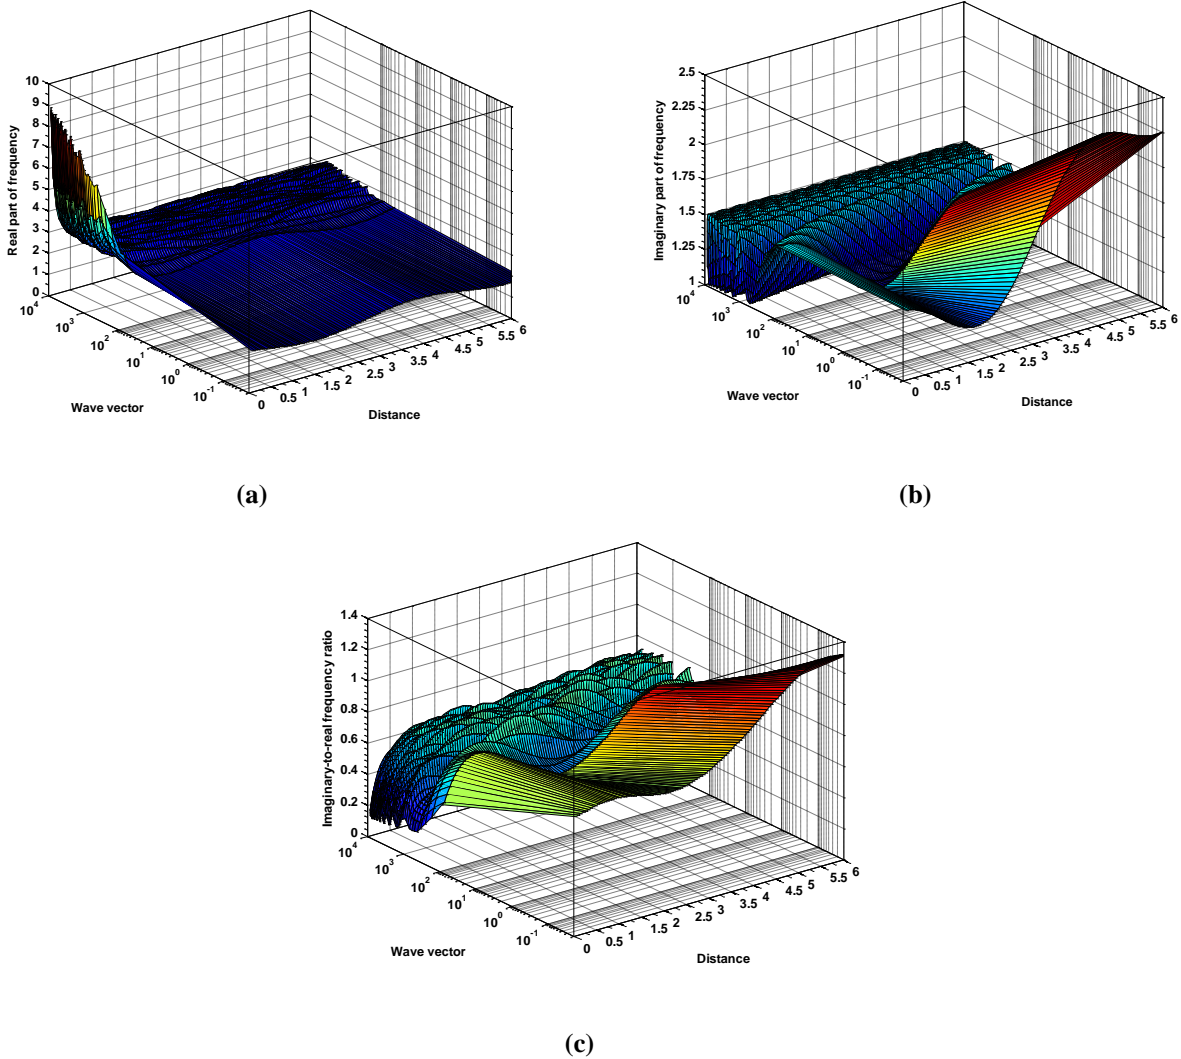 Real part of frequency
10
9
8
7
6
5
4
3
2
1
0
10^4
10^3
10^2
10^1
10^0
10^-1
Wave vector
0 0.5 1 1.5 2 2.5 3 3.5 4 4.5 5 5.5 6
Distance
(a)
Imaginary part of frequency
2.5
2.25
2
1.75
1.5
1.25
1
10^4
10^3
10^2
10^1
10^0
10^-1
Wave vector
0 0.5 1 1.5 2 2.5 3 3.5 4 4.5 5 5.5 6
Distance
(b)
Imaginary-to-real frequency ratio
1.4
1.2
1
0.8
0.6
0.4
0.2
0
10^4
10^3
10^2
10^1
10^0
10^-1
Wave vector
0 0.5 1 1.5 2 2.5 3 3.5 4 4.5 5 5.5 6
Distance
(c)